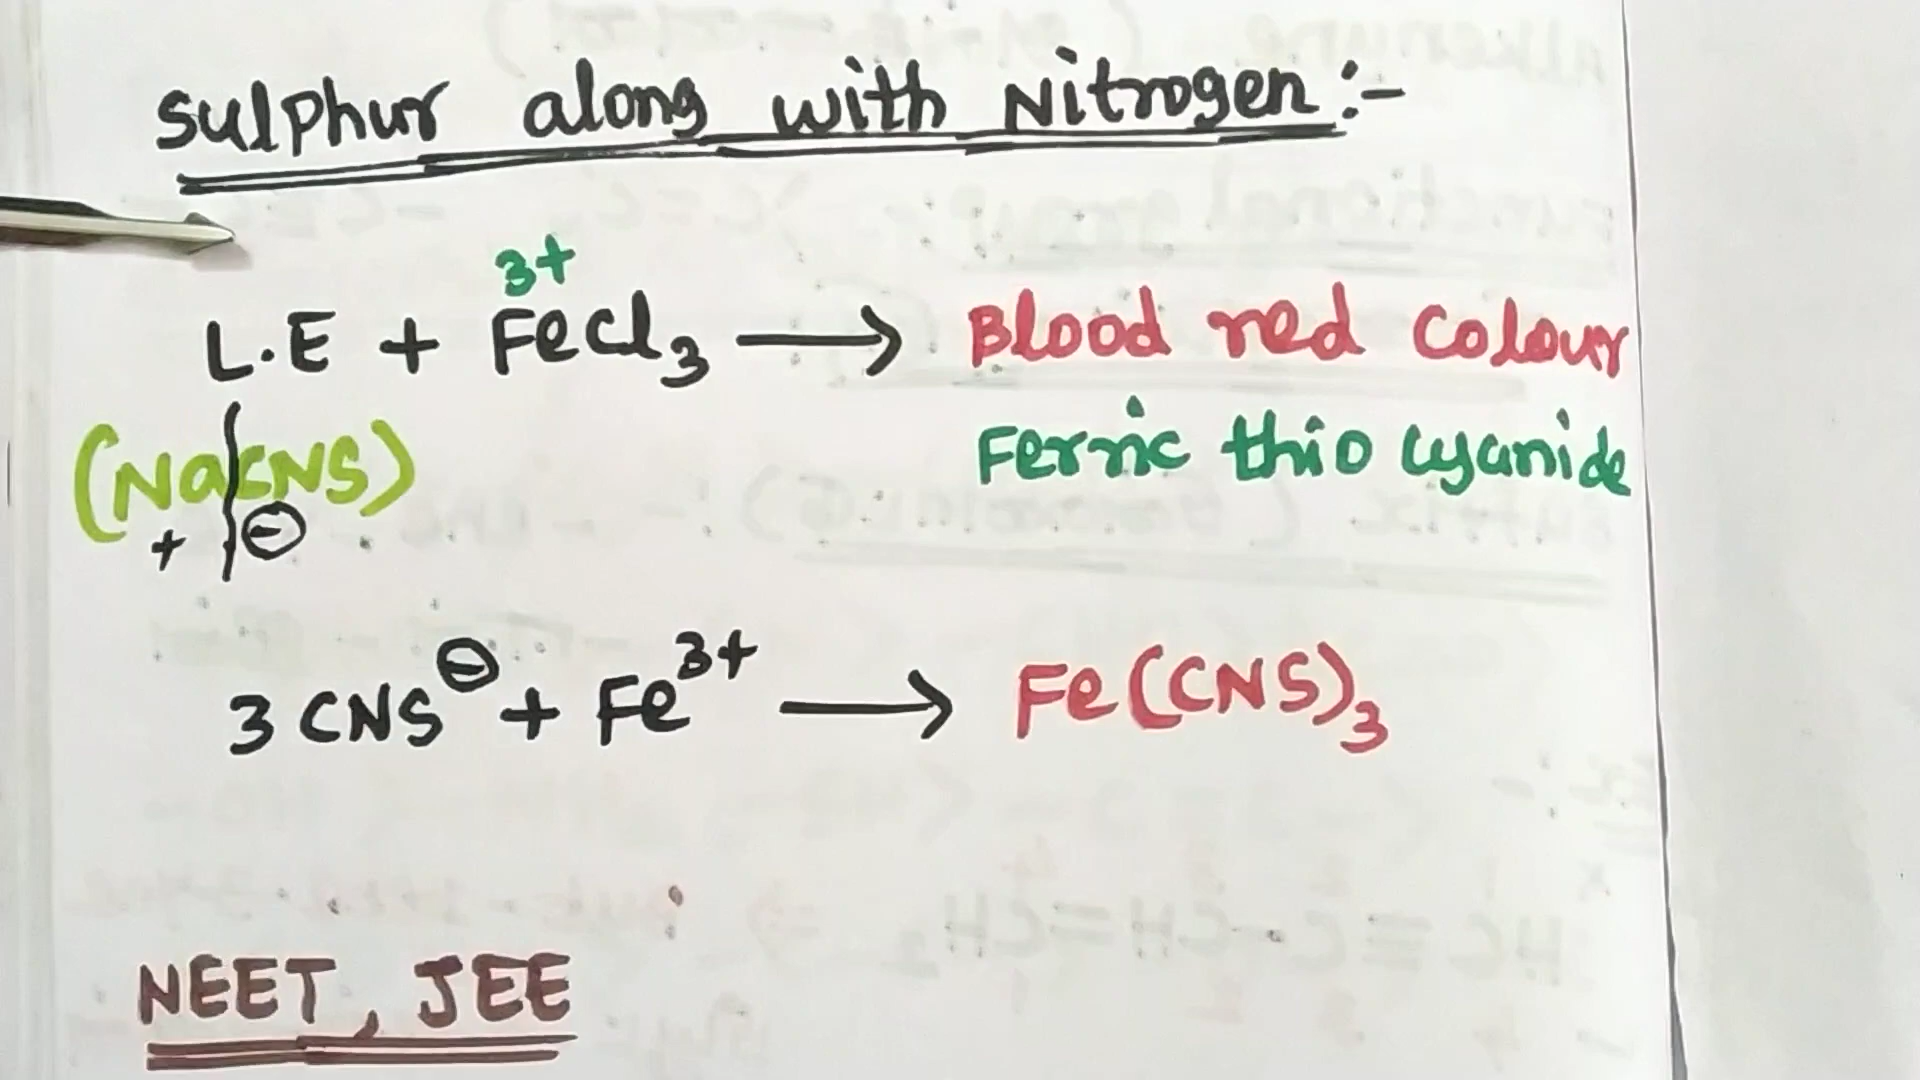 Sulphur along with Nitrogen :-
3+
L.E + FeCl3 ⟶ Blood red colour
(NaCNS) Ferric thio cyanide
+ ⊖
3 CNS⊖ + Fe3+ ⟶ Fe(CNS)3
NEET, JEE